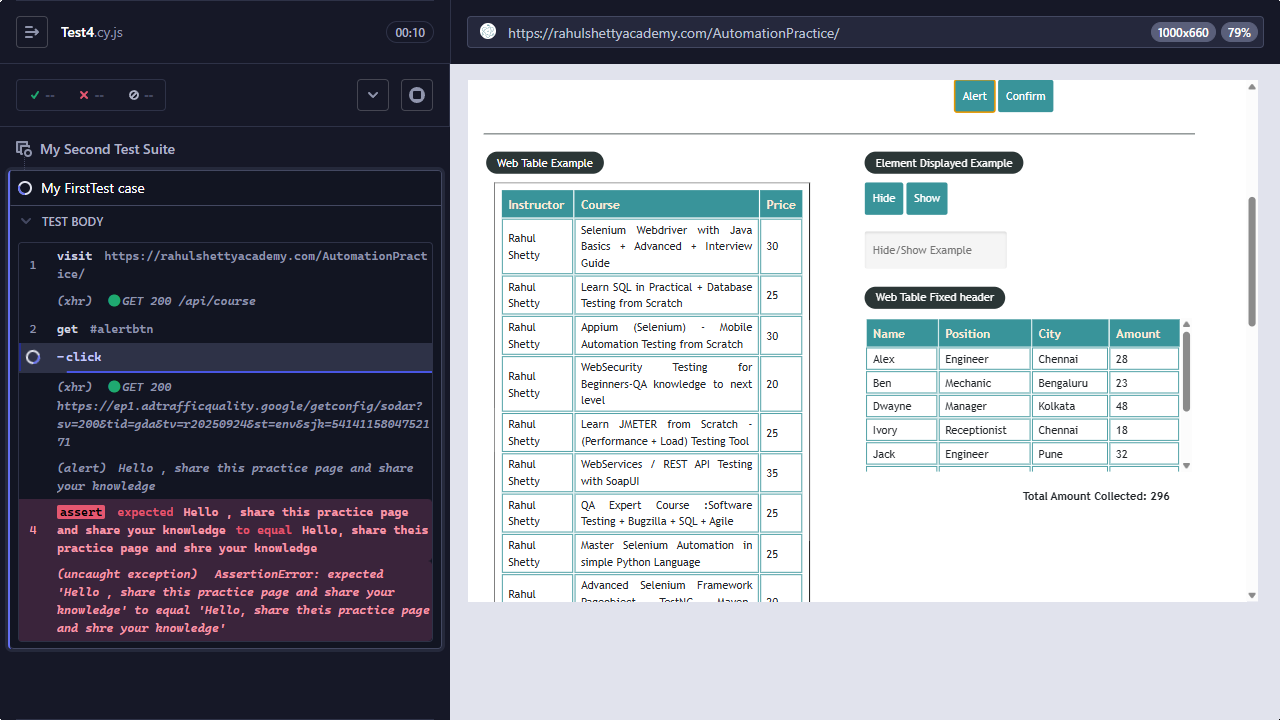 Test4.cy.js
00:10
https://rahulshettyacademy.com/AutomationPractice/
1000x660
79%
--
--
--
My Second Test Suite
My FirstTest case
TEST BODY
1 visit https://rahulshettyacademy.com/AutomationPract
ice/
(xhr) GET 200 /api/course
2 get #alertbtn
-click
(xhr) GET 200
https://ep1.adtrafficquality.google/getconfig/sodar?
sv=200&tid=gda&tv=r20250924&st=env&sjk=54141158047521
71
(alert) Hello , share this practice page and share
your knowledge
assert expected Hello , share this practice page
4 and share your knowledge to equal Hello, share theis
practice page and shre your knowledge
(uncaught exception) AssertionError: expected
'Hello , share this practice page and share your
knowledge' to equal 'Hello, share theis practice page
and shre your knowledge'
Alert Confirm
Web Table Example
Instructor Course Price
Rahul Shetty Selenium Webdriver with Java
Basics + Advanced + Interview
Guide 30
Rahul Shetty Learn SQL in Practical + Database
Testing from Scratch 25
Rahul Shetty Appium (Selenium) - Mobile
Automation Testing from Scratch 30
Rahul Shetty WebSecurity Testing for
Beginners-QA knowledge to next
level 20
Rahul Shetty Learn JMETER from Scratch -
(Performance + Load) Testing Tool 25
Rahul Shetty WebServices / REST API Testing
with SoapUI 35
Rahul Shetty QA Expert Course :Software
Testing + Bugzilla + SQL + Agile 25
Rahul Shetty Master Selenium Automation in
simple Python Language 25
Rahul Advanced Selenium Framework
Pageobject, TestNG, Maven, 20
Element Displayed Example
Hide Show
Hide/Show Example
Web Table Fixed header
Name Position City Amount
Alex Engineer Chennai 28
Ben Mechanic Bengaluru 23
Dwayne Manager Kolkata 48
Ivory Receptionist Chennai 18
Jack Engineer Pune 32
Total Amount Collected: 296